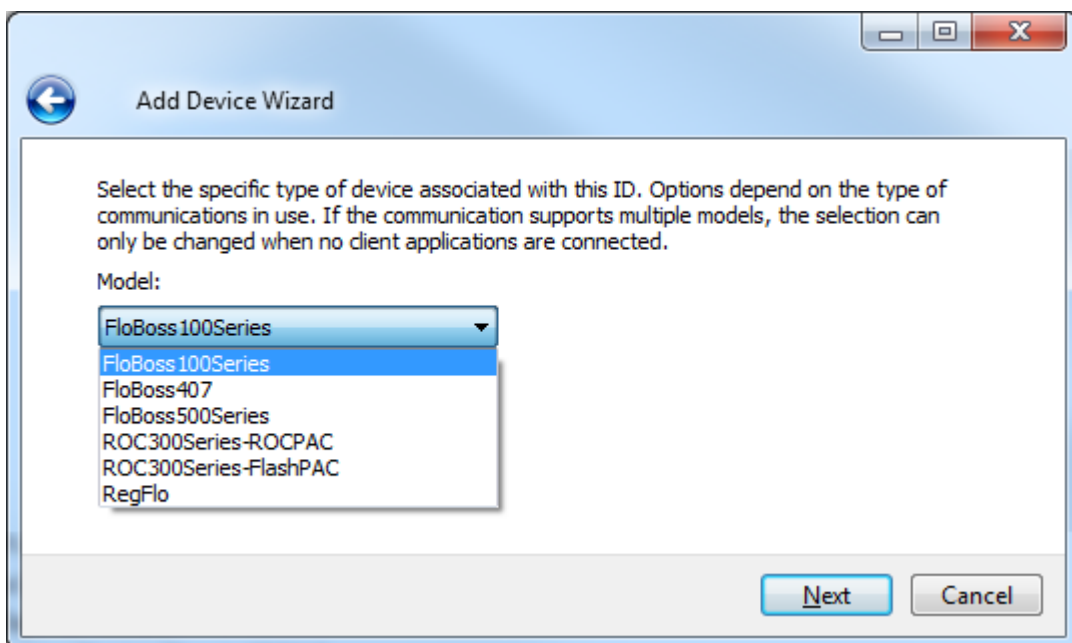 Add Device Wizard
Select the specific type of device associated with this ID. Options depend on the type of
communications in use. If the communication supports multiple models, the selection can
only be changed when no client applications are connected.
Model:
FloBoss100Series
FloBoss100Series
FloBoss407
FloBoss500Series
ROC300Series-ROCPAC
ROC300Series-FlashPAC
RegFlo
Next
Cancel